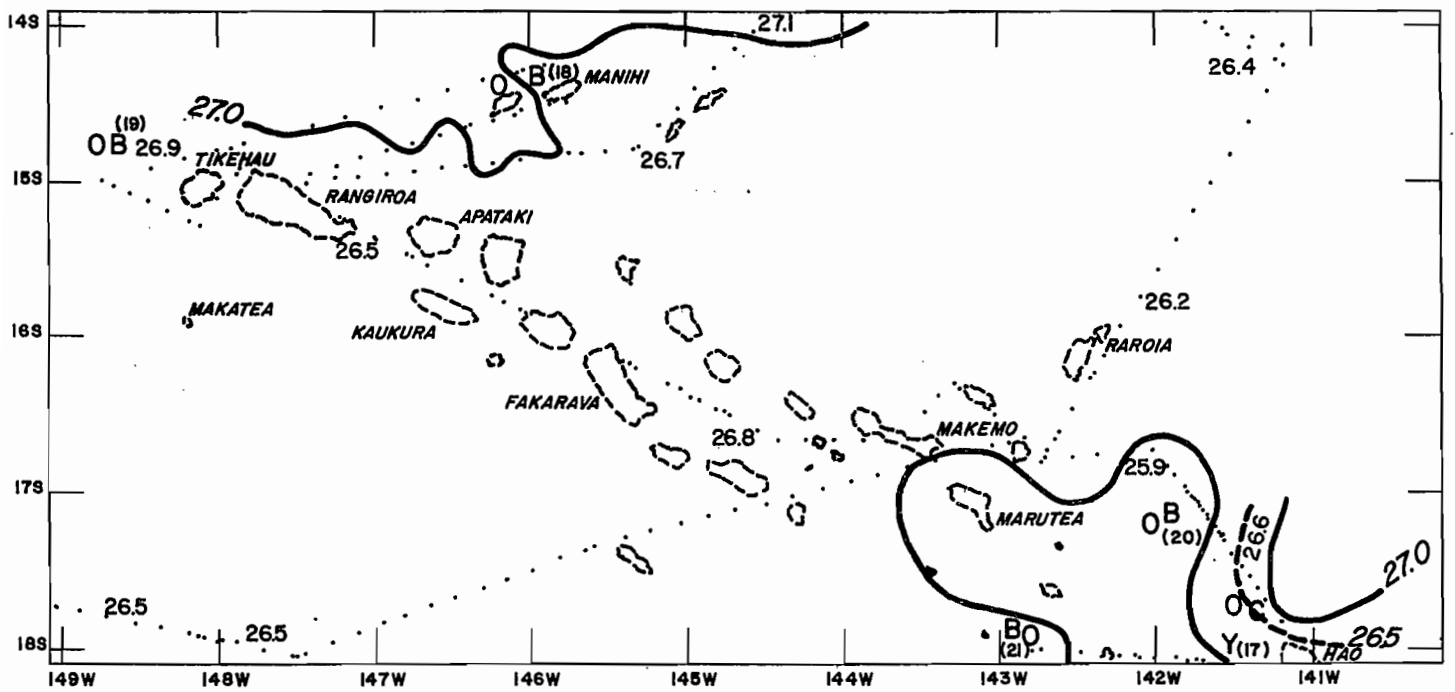 14S
27.1
26.4
B(18) MANIHI
O
27.0
(19)
OB 26.9
26.7
TIKEHAU
15S
RANGIROA
APATAKI
26.5
MAKATEA
26.2
KAUKURA
16S
RAROIA
FAKARAVA
MAKEMO
26.8
25.9
17S
MARUTEA
OB
(20)
26.6
27.0
26.5
26.5
O C
BO
(21)
Y(17)
26.5
HAO
18S
149W 148W 147W 146W 145W 144W 143W 142W 141W